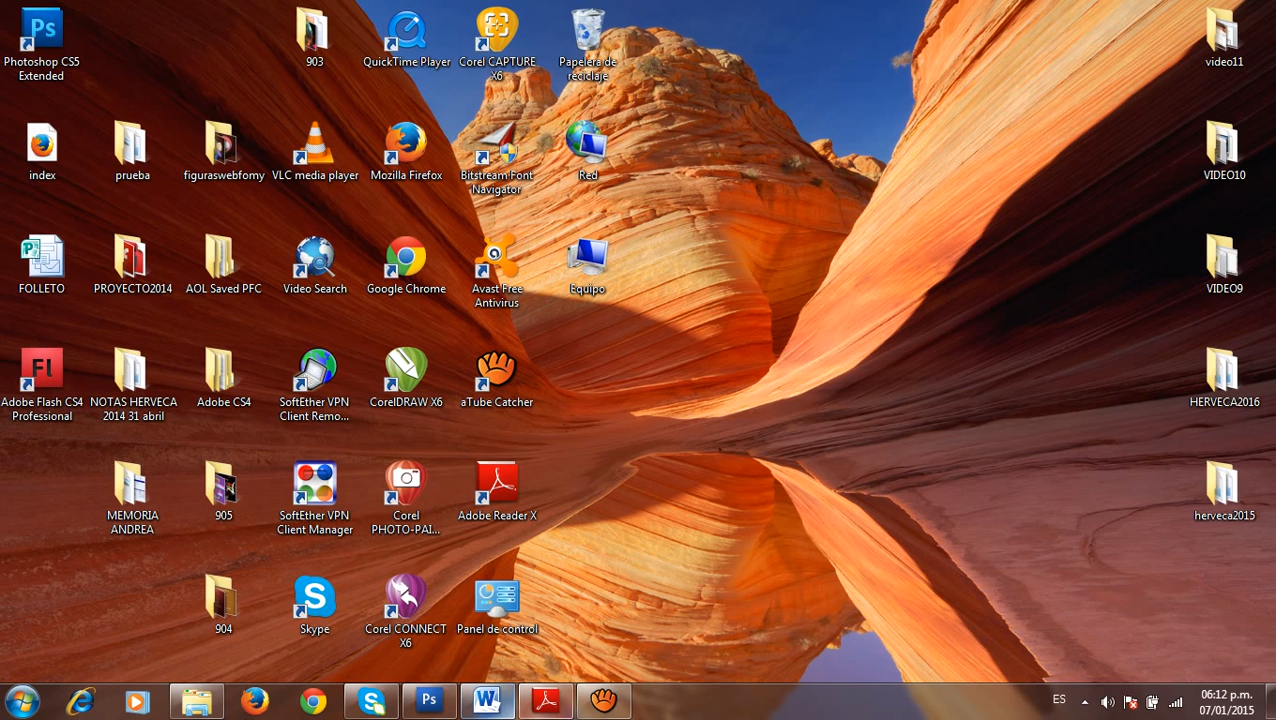 Ps
Photoshop CS5
Extended
903
QuickTime Player
Corel CAPTURE
X6
Papelera de
reciclaje
video11
index
prueba
figuraswebfomy
VLC media player
Mozilla Firefox
Bitstream Font
Navigator
Red
VIDEO10
FOLLETO
PROYECTO2014
AOL Saved PFC
Video Search
Google Chrome
Avast Free
Antivirus
Equipo
VIDEO9
Fl
Adobe Flash CS4
Professional
NOTAS HERVECA
2014 31 abril
Adobe CS4
SoftEther VPN
Client Remo...
CorelDRAW X6
aTube Catcher
HERVECA2016
MEMORIA
ANDREA
905
SoftEther VPN
Client Manager
Corel
PHOTO-PAI...
Adobe Reader X
herveca2015
904
S
Skype
Corel CONNECT
X6
Panel de control
S
Ps
W
ES
06:12 p.m.
07/01/2015